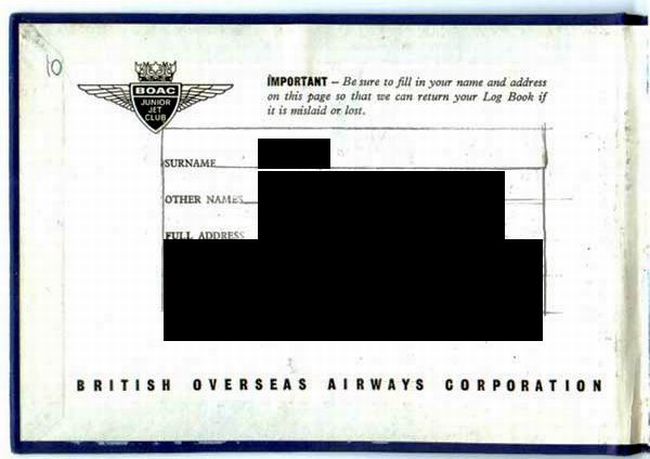 10
BOAC
JUNIOR
JET
CLUB
IMPORTANT – Be sure to fill in your name and address
on this page so that we can return your Log Book if
it is mislaid or lost.
SURNAME
OTHER NAMES
FULL ADDRESS
BRITISH OVERSEAS AIRWAYS CORPORATION